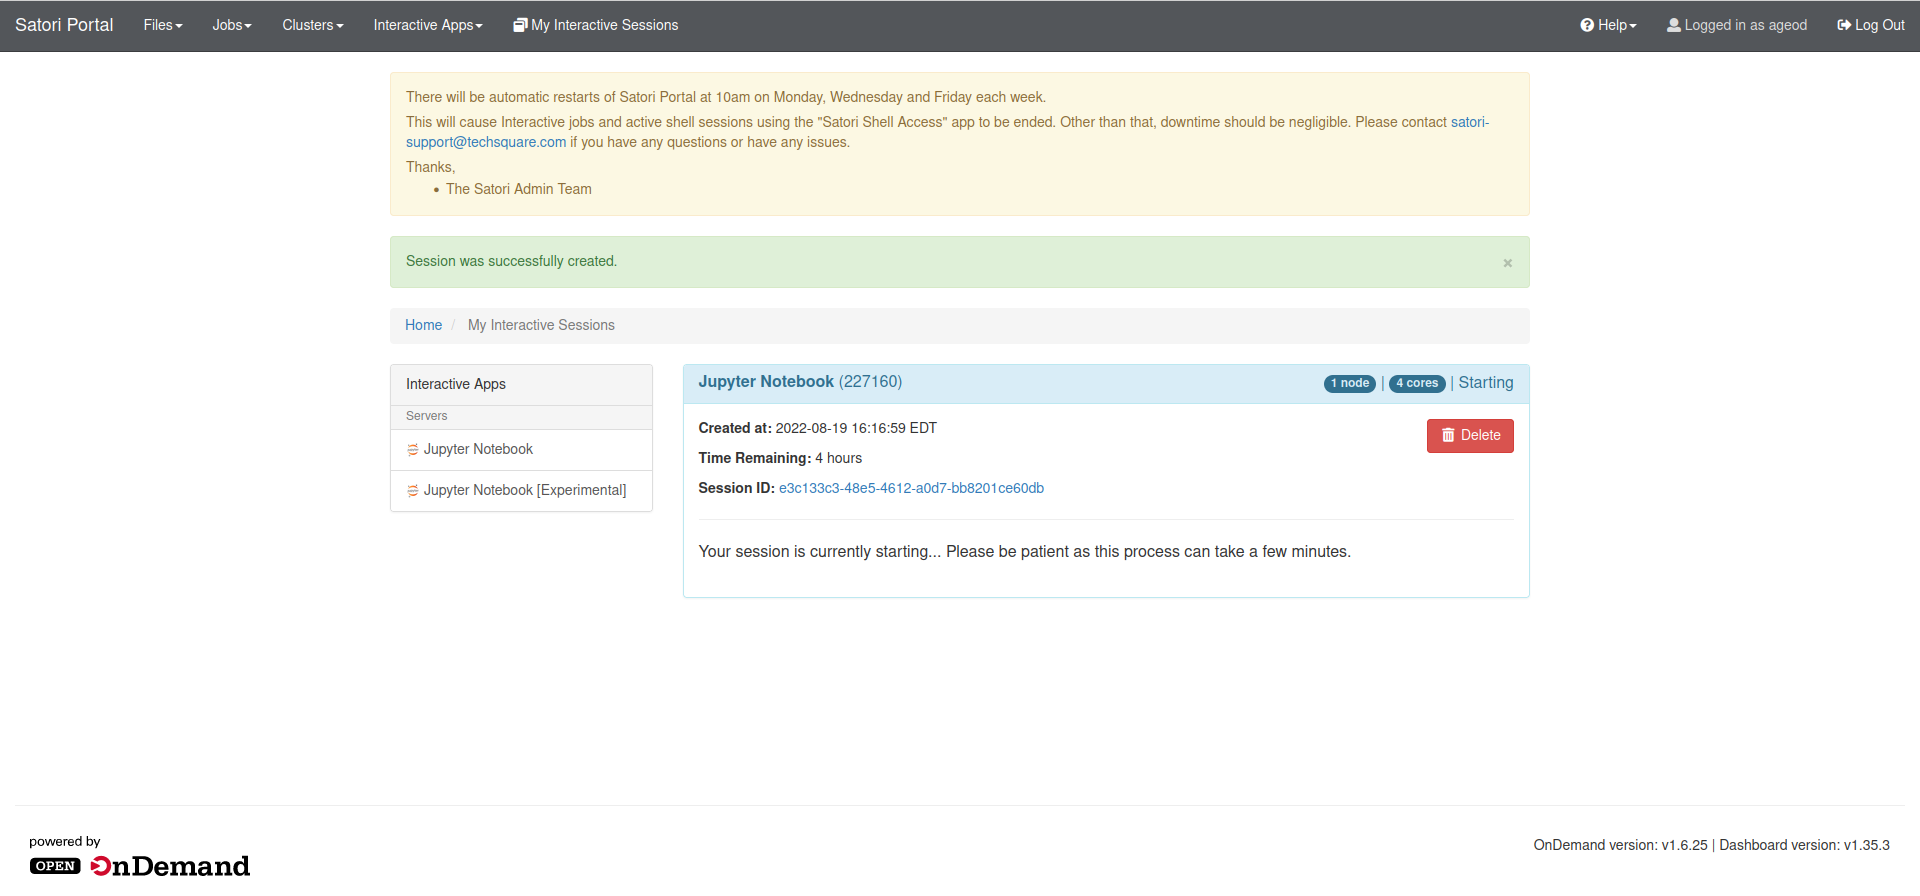 Satori Portal Files Jobs Clusters Interactive Apps My Interactive Sessions Help Logged in as ageod Log Out
There will be automatic restarts of Satori Portal at 10am on Monday, Wednesday and Friday each week.
This will cause Interactive jobs and active shell sessions using the "Satori Shell Access" app to be ended. Other than that, downtime should be negligible. Please contact satori-
support@techsquare.com if you have any questions or have any issues.
Thanks,
• The Satori Admin Team
Session was successfully created. ×
Home / My Interactive Sessions
Interactive Apps
Servers
Jupyter Notebook
Jupyter Notebook [Experimental]
Jupyter Notebook (227160) 1 node | 4 cores | Starting
Created at: 2022-08-19 16:16:59 EDT
Delete
Time Remaining: 4 hours
Session ID: e3c133c3-48e5-4612-a0d7-bb8201ce60db
Your session is currently starting... Please be patient as this process can take a few minutes.
powered by
OPEN OnDemand
OnDemand version: v1.6.25 | Dashboard version: v1.35.3